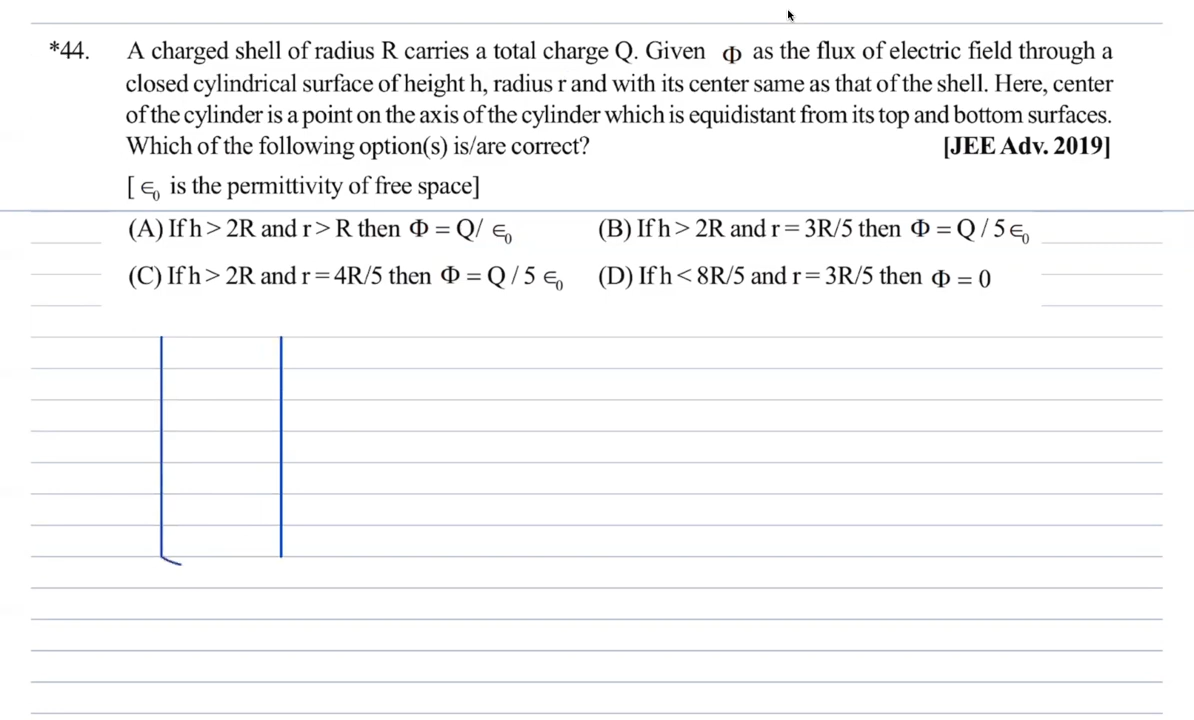 *44. A charged shell of radius R carries a total charge Q. Given Φ as the flux of electric field through a
closed cylindrical surface of height h, radius r and with its center same as that of the shell. Here, center
of the cylinder is a point on the axis of the cylinder which is equidistant from its top and bottom surfaces.
Which of the following option(s) is/are correct? [JEE Adv. 2019]
[ ∈₀ is the permittivity of free space]
(A) If h > 2R and r > R then Φ = Q/ ∈₀ (B) If h > 2R and r = 3R/5 then Φ = Q / 5∈₀
(C) If h > 2R and r = 4R/5 then Φ = Q / 5 ∈₀ (D) If h < 8R/5 and r = 3R/5 then Φ = 0